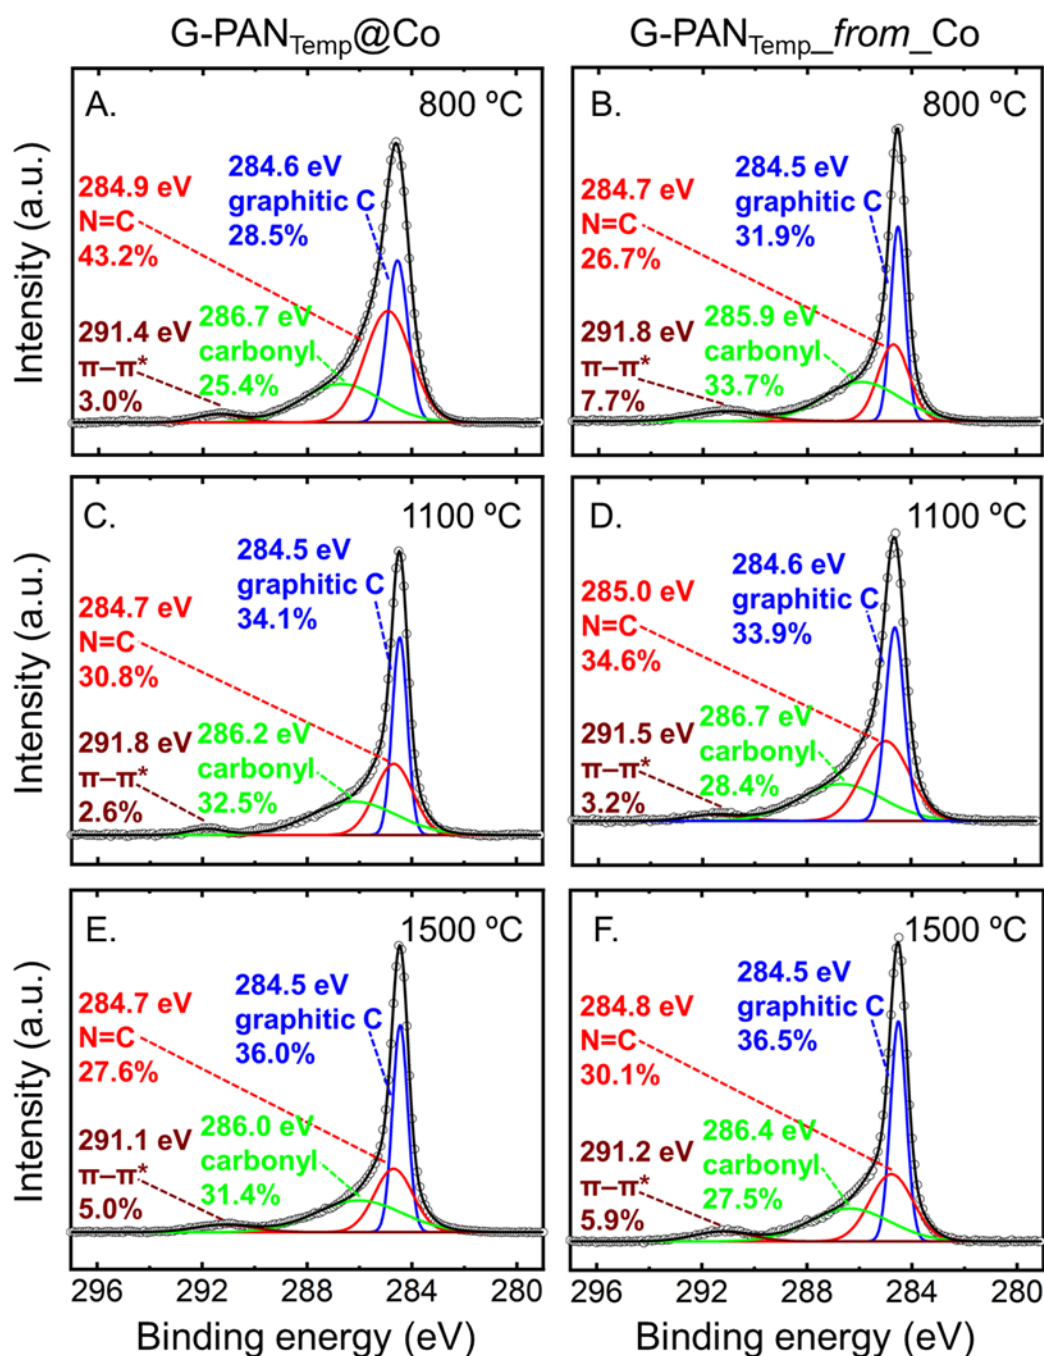 G-PAN_Temp@Co
G-PAN_Temp_from_Co
Intensity (a.u.)
A.
800 ºC
284.9 eV
N=C
43.2%
284.6 eV
graphitic C
28.5%
291.4 eV
π–π*
3.0%
286.7 eV
carbonyl
25.4%
B.
800 ºC
284.7 eV
N=C
26.7%
284.5 eV
graphitic C
31.9%
291.8 eV
π–π*
7.7%
285.9 eV
carbonyl
33.7%
Intensity (a.u.)
C.
1100 ºC
284.7 eV
N=C
30.8%
284.5 eV
graphitic C
34.1%
291.8 eV
π–π*
2.6%
286.2 eV
carbonyl
32.5%
D.
1100 ºC
285.0 eV
N=C
34.6%
284.6 eV
graphitic C
33.9%
291.5 eV
π–π*
3.2%
286.7 eV
carbonyl
28.4%
Intensity (a.u.)
E.
1500 ºC
284.7 eV
N=C
27.6%
284.5 eV
graphitic C
36.0%
291.1 eV
π–π*
5.0%
286.0 eV
carbonyl
31.4%
F.
1500 ºC
284.8 eV
N=C
30.1%
284.5 eV
graphitic C
36.5%
291.2 eV
π–π*
5.9%
286.4 eV
carbonyl
27.5%
296 292 288 284 280
296 292 288 284 280
Binding energy (eV)
Binding energy (eV)